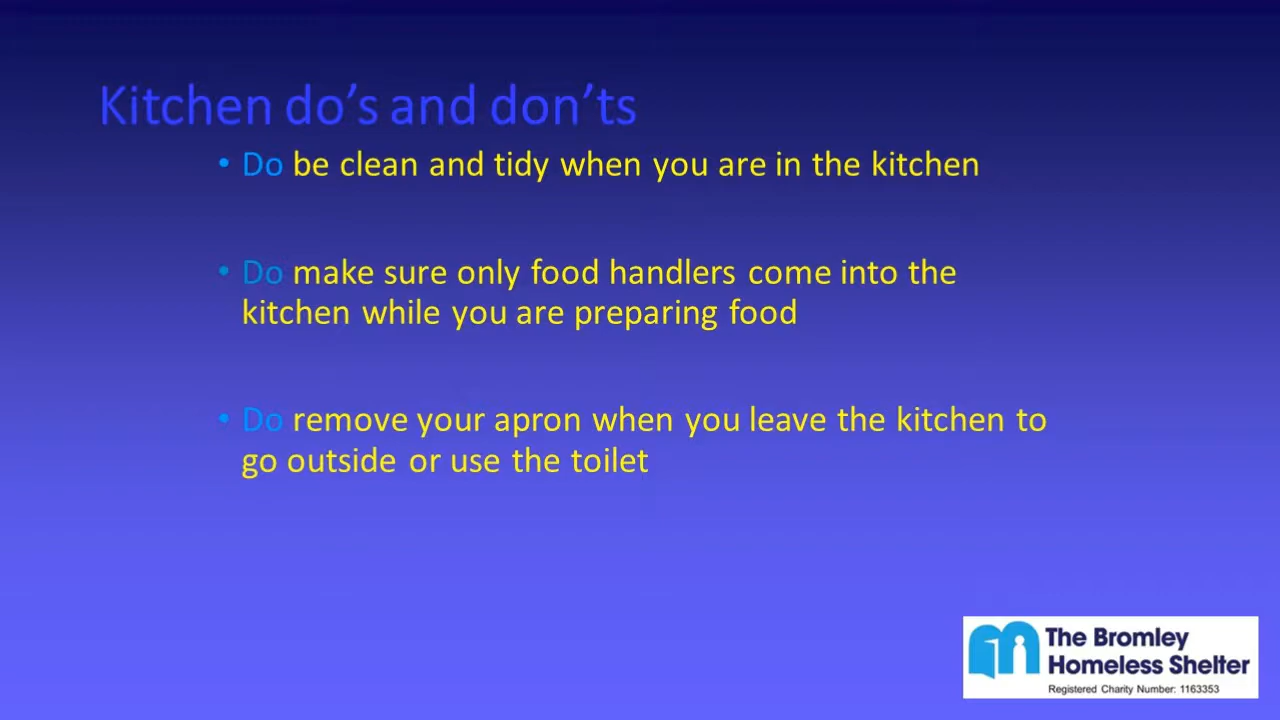 Kitchen do’s and don’ts
• Do be clean and tidy when you are in the kitchen
• Do make sure only food handlers come into the
kitchen while you are preparing food
• Do remove your apron when you leave the kitchen to
go outside or use the toilet
The Bromley
Homeless Shelter
Registered Charity Number: 1163353